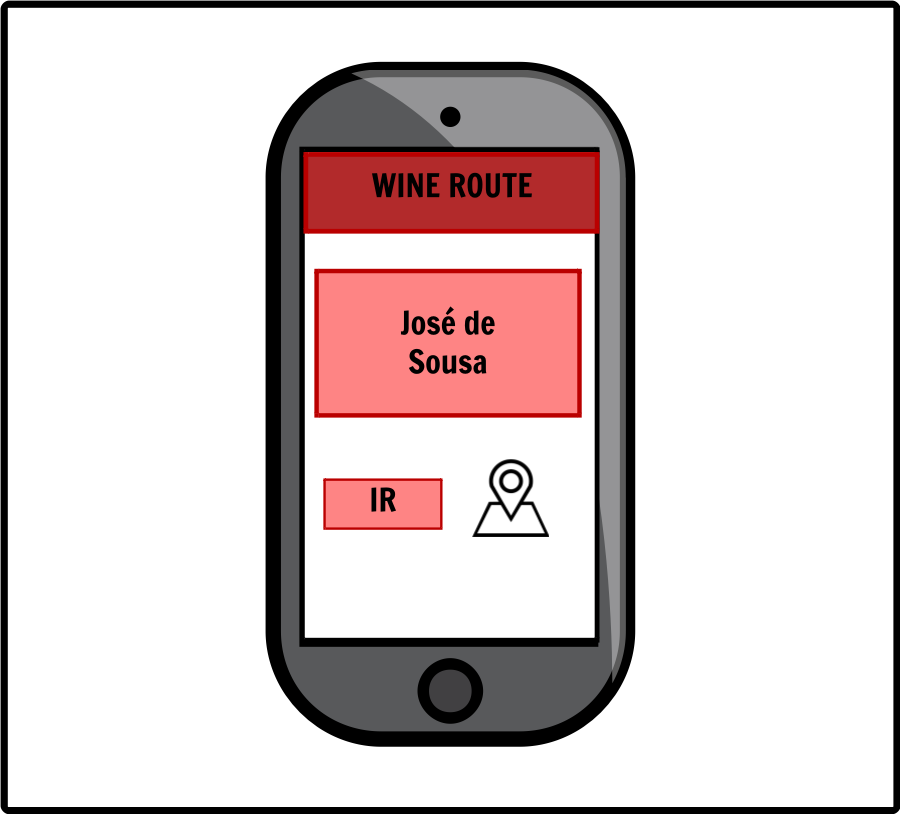 WINE ROUTE
José de
Sousa
IR